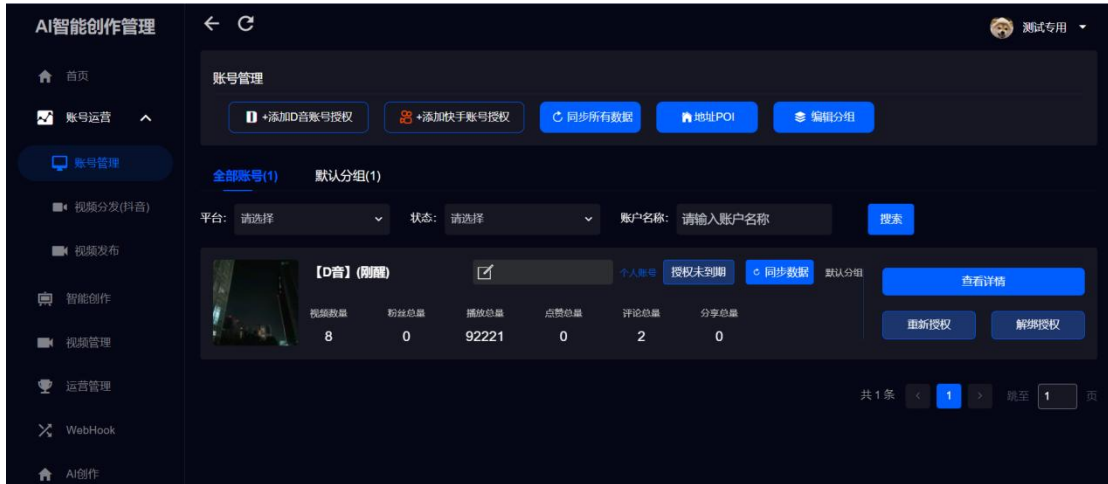 AI智能创作管理
测试专用
首页
账号运营
账号管理
视频分发(抖音)
视频发布
智能创作
视频管理
运营管理
WebHook
AI创作
账号管理
+添加D音账号授权
+添加快手账号授权
同步所有数据
地址POI
编辑分组
全部账号(1)
默认分组(1)
平台: 请选择
状态: 请选择
账户名称: 请输入账户名称
搜索
【D音】(刚醒)
个人账号
授权未到期
同步数据
默认分组
查看详情
视频数量 粉丝总量 播放总量 点赞总量 评论总量 分享总量
8 0 92221 0 2 0
重新授权
解绑授权
共1条 < 1 > 跳至 1 页